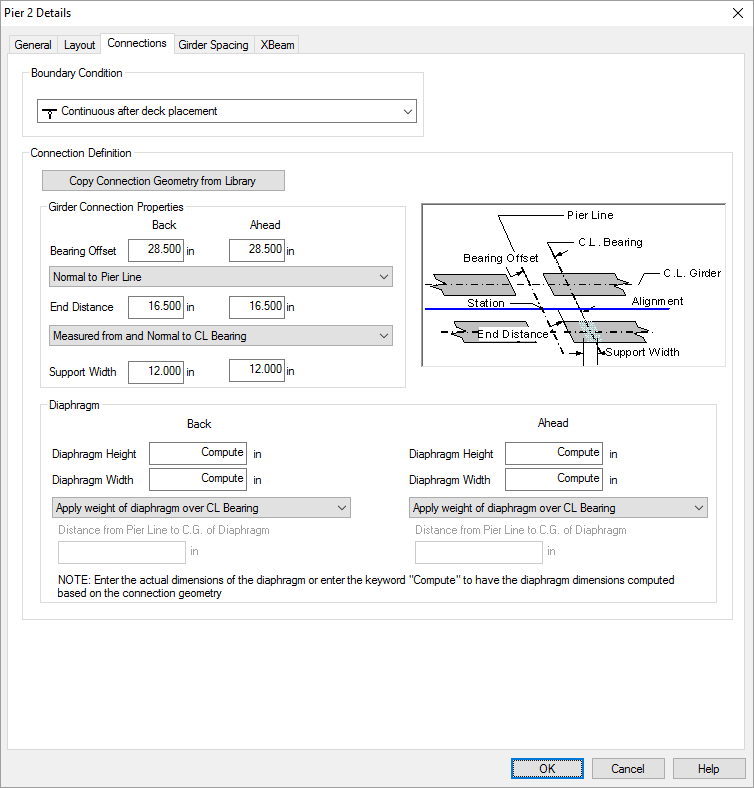 Pier 2 Details
General Layout Connections Girder Spacing XBeam
Boundary Condition
Continuous after deck placement
Connection Definition
Copy Connection Geometry from Library
Girder Connection Properties
Back Ahead
Bearing Offset 28.500 in 28.500 in
Normal to Pier Line
End Distance 16.500 in 16.500 in
Measured from and Normal to CL Bearing
Support Width 12.000 in 12.000 in
Pier Line
C.L. Bearing
Bearing Offset
C.L. Girder
Station
Alignment
End Distance
Support Width
Diaphragm
Back Ahead
Diaphragm Height Compute in Diaphragm Height Compute in
Diaphragm Width Compute in Diaphragm Width Compute in
Apply weight of diaphragm over CL Bearing Apply weight of diaphragm over CL Bearing
Distance from Pier Line to C.G. of Diaphragm Distance from Pier Line to C.G. of Diaphragm
in in
NOTE: Enter the actual dimensions of the diaphragm or enter the keyword "Compute" to have the diaphragm dimensions computed
based on the connection geometry
OK Cancel Help